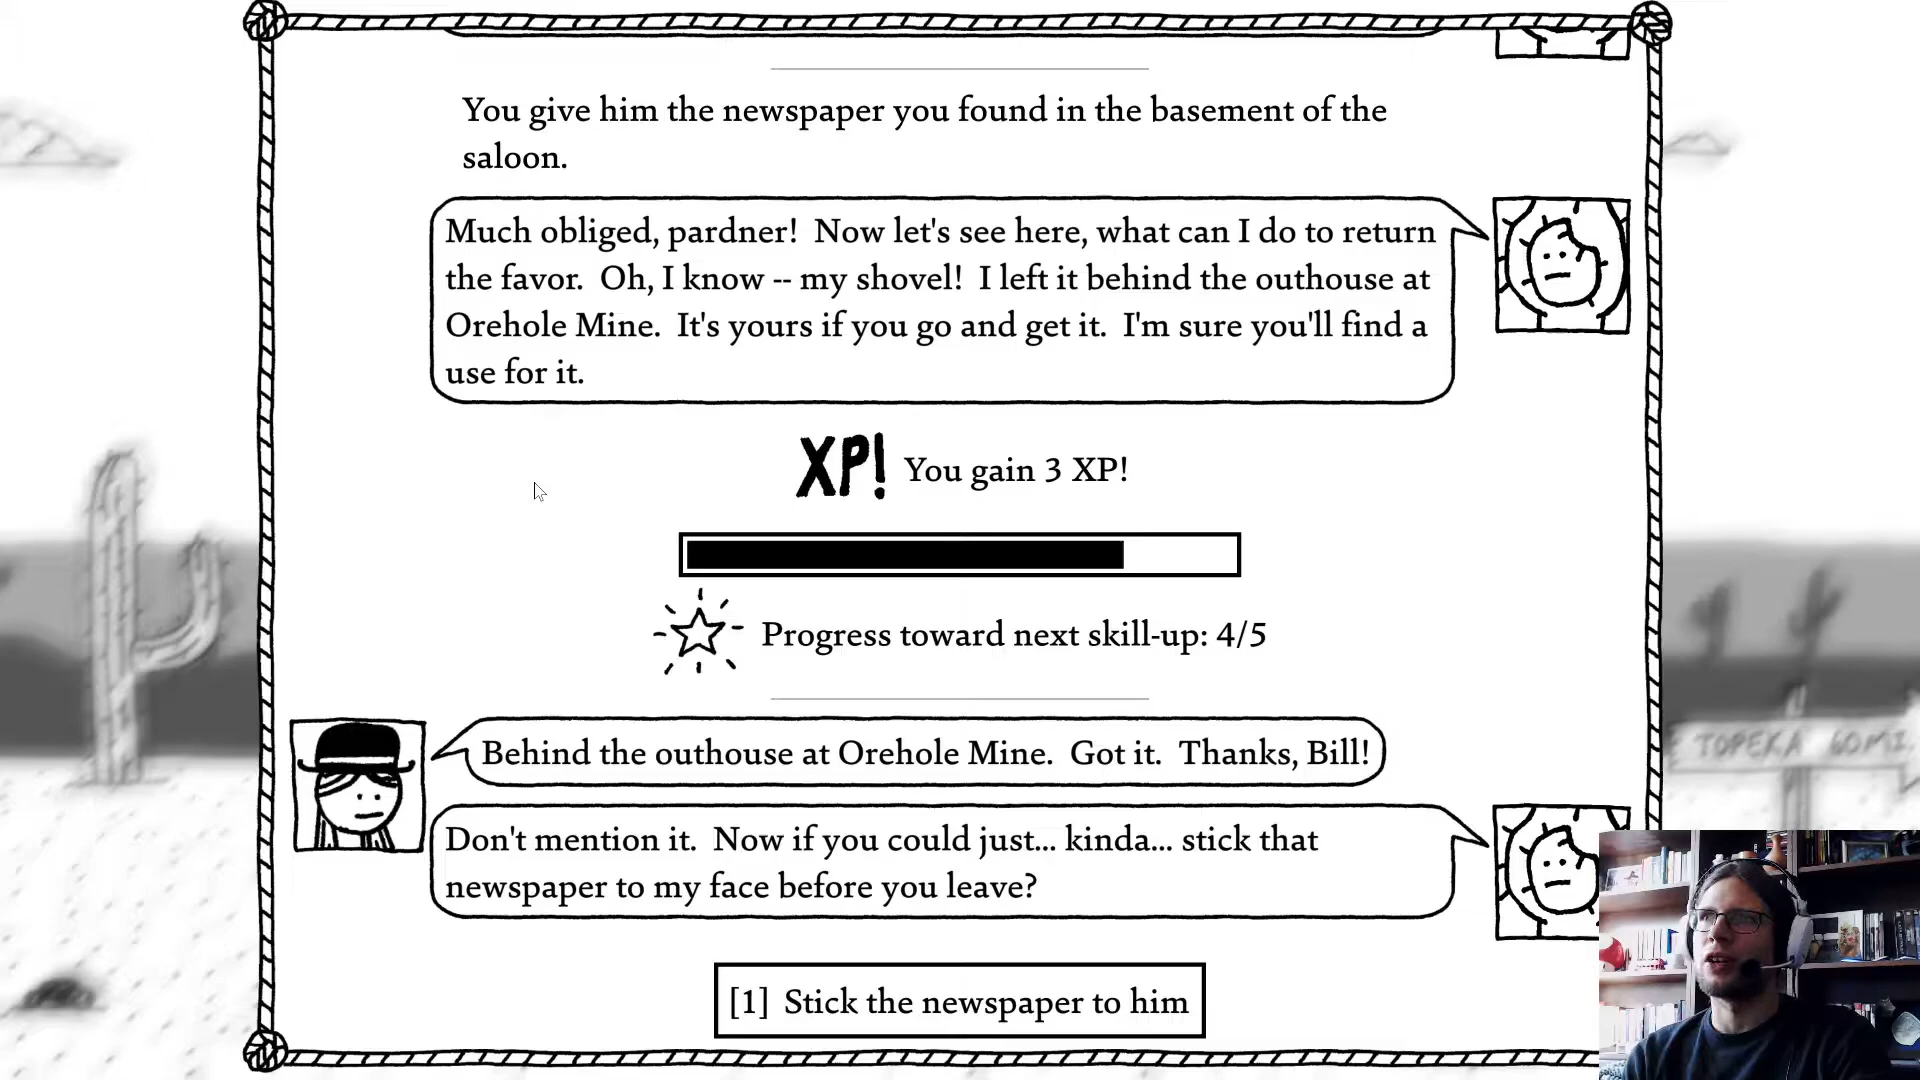 You give him the newspaper you found in the basement of the
saloon.
Much obliged, pardner!  Now let's see here, what can I do to return
the favor.  Oh, I know -- my shovel!  I left it behind the outhouse at
Orehole Mine.  It's yours if you go and get it.  I'm sure you'll find a
use for it.
XP! You gain 3 XP!
Progress toward next skill-up: 4/5
Behind the outhouse at Orehole Mine.  Got it.  Thanks, Bill!
TOPEKA
Don't mention it.  Now if you could just... kinda... stick that
newspaper to my face before you leave?
[1] Stick the newspaper to him